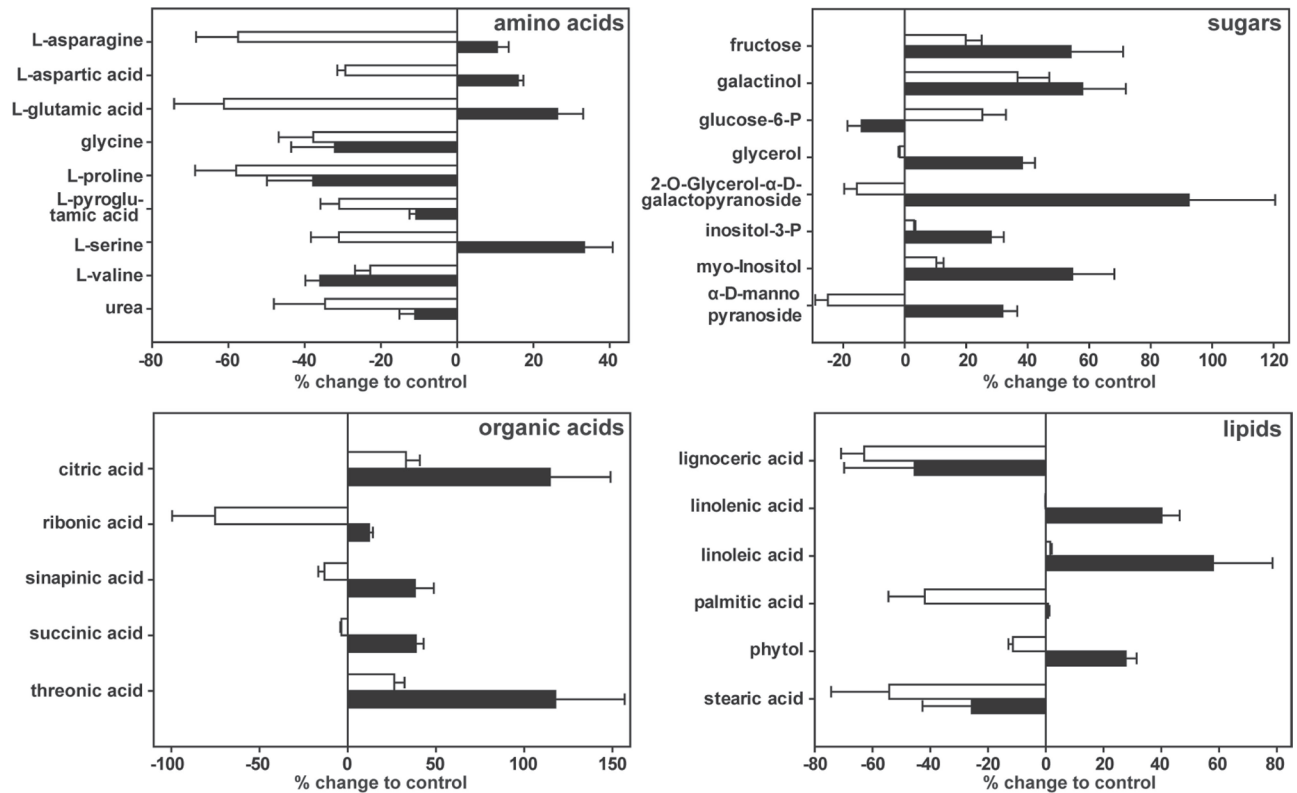 amino acids
L-asparagine
L-aspartic acid
L-glutamic acid
glycine
L-proline
L-pyroglu-
tamic acid
L-serine
L-valine
urea
-80 -60 -40 -20 0 20 40
% change to control
sugars
fructose
galactinol
glucose-6-P
glycerol
2-O-Glycerol-α-D-
galactopyranoside
inositol-3-P
myo-Inositol
α-D-manno
pyranoside
-20 0 20 40 60 80 100 120
% change to control
organic acids
citric acid
ribonic acid
sinapinic acid
succinic acid
threonic acid
-100 -50 0 50 100 150
% change to control
lipids
lignoceric acid
linolenic acid
linoleic acid
palmitic acid
phytol
stearic acid
-80 -60 -40 -20 0 20 40 60 80
% change to control